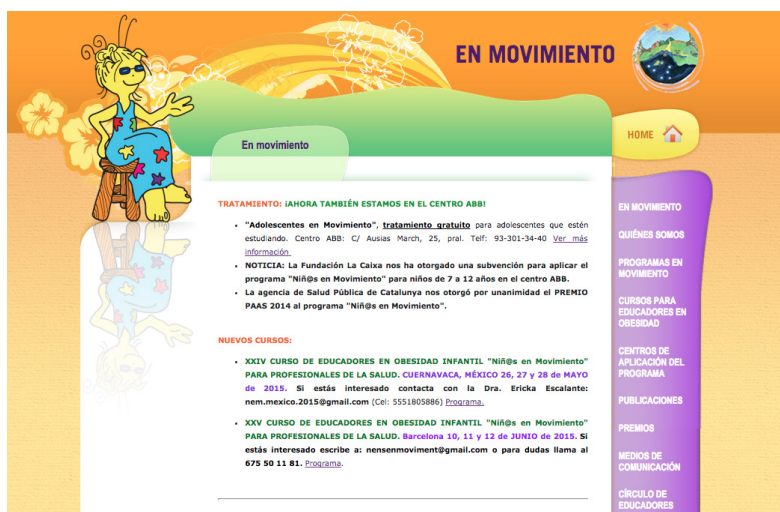 EN MOVIMIENTO
HOME
En movimiento
TRATAMIENTO: ¡AHORA TAMBIÉN ESTAMOS EN EL CENTRO ABB!
• "Adolescentes en Movimiento", tratamiento gratuito para adolescentes que estén
estudiando. Centro ABB: C/ Ausias March, 25, pral. Telf: 93-301-34-40 Ver más
información
• NOTICIA: La Fundación La Caixa nos ha otorgado una subvención para aplicar el
programa "Niñ@s en Movimiento" para niños de 7 a 12 años en el centro ABB.
• La agencia de Salud Pública de Catalunya nos otorgó por unanimidad el PREMIO
PAAS 2014 al programa "Niñ@s en Movimiento".
NUEVOS CURSOS:
• XXIV CURSO DE EDUCADORES EN OBESIDAD INFANTIL "Niñ@s en Movimiento"
PARA PROFESIONALES DE LA SALUD. CUERNAVACA, MÉXICO 26, 27 y 28 de MAYO
de 2015. Si estás interesado contacta con la Dra. Ericka Escalante:
nem.mexico.2015@gmail.com (Cel: 5551805886) Programa.
• XXV CURSO DE EDUCADORES EN OBESIDAD INFANTIL "Niñ@s en Movimiento"
PARA PROFESIONALES DE LA SALUD. Barcelona 10, 11 y 12 de JUNIO de 2015. Si
estás interesado escribe a: nensenmoviment@gmail.com o para dudas llama al
675 50 11 81. Programa.
EN MOVIMIENTO
QUIÉNES SOMOS
PROGRAMAS EN
MOVIMIENTO
CURSOS PARA
EDUCADORES EN
OBESIDAD
CENTROS DE
APLICACIÓN DEL
PROGRAMA
PUBLICACIONES
PREMIOS
MEDIOS DE
COMUNICACIÓN
CÍRCULO DE
EDUCADORES